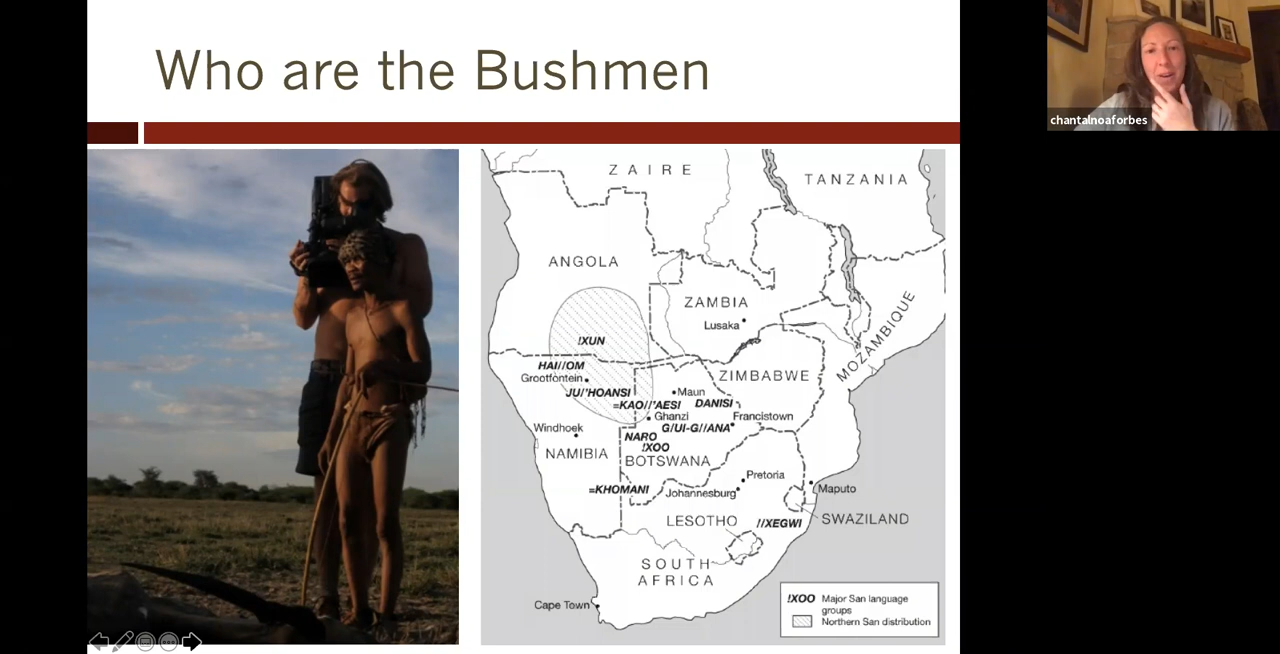 Who are the Bushmen
chantalnoaforbes
ZAIRE
TANZANIA
ANGOLA
ZAMBIA
Lusaka
MOZAMBIQUE
!XUN
HAI//OM
Grootfontein
ZIMBABWE
JU/'HOANSI
Maun
=KAO//'AESI
DANISI
Ghanzi
Francistown
G/UI-G//ANA
Windhoek
NARO
!XOO
NAMIBIA
BOTSWANA
Pretoria
=KHOMANI
Johannesburg
Maputo
LESOTHO
//XEGWI
SWAZILAND
SOUTH
AFRICA
Cape Town
!XOO Major San language
groups
Northern San distribution